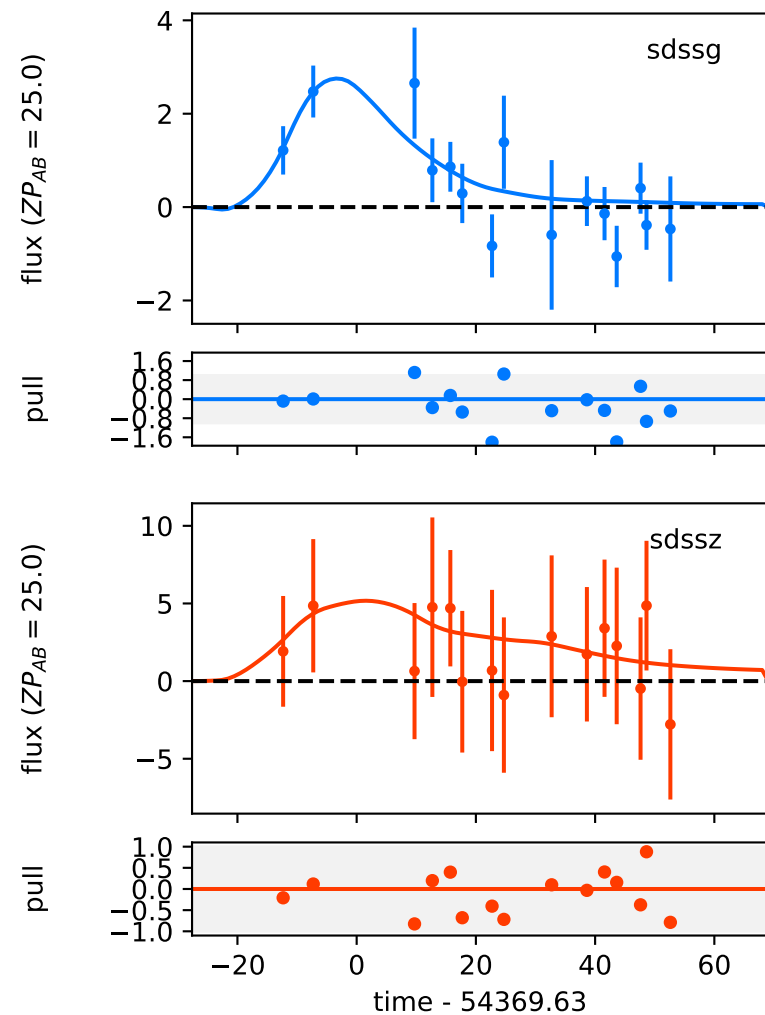 4
sdssg
2
0
−2
flux (ZP_AB = 25.0)
1.6
0.8
0.0
−0.8
−1.6
pull
10
sdssz
5
0
−5
flux (ZP_AB = 25.0)
1.0
0.5
0.0
−0.5
−1.0
pull
−20 0 20 40 60
time - 54369.63